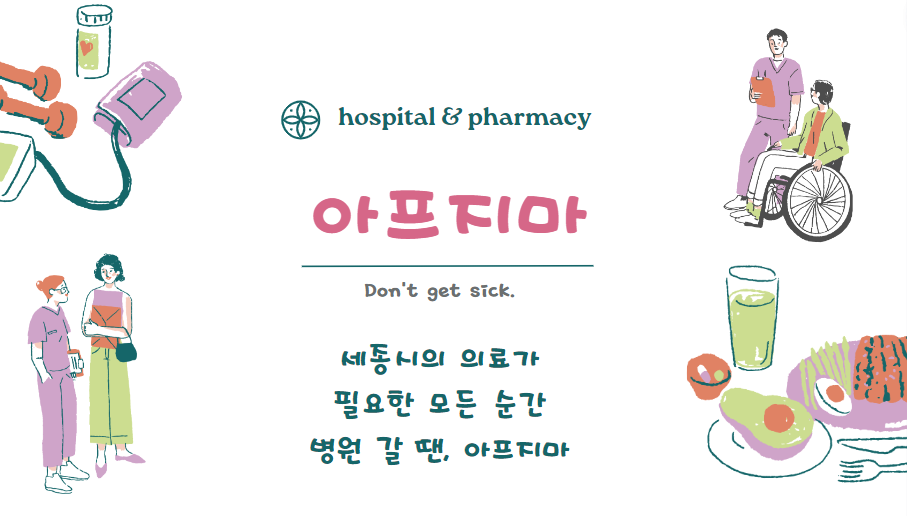 hospital & pharmacy
아프지마
Don't get sick.
세종시의 의료가
필요한 모든 순간
병원 갈 땐, 아프지마